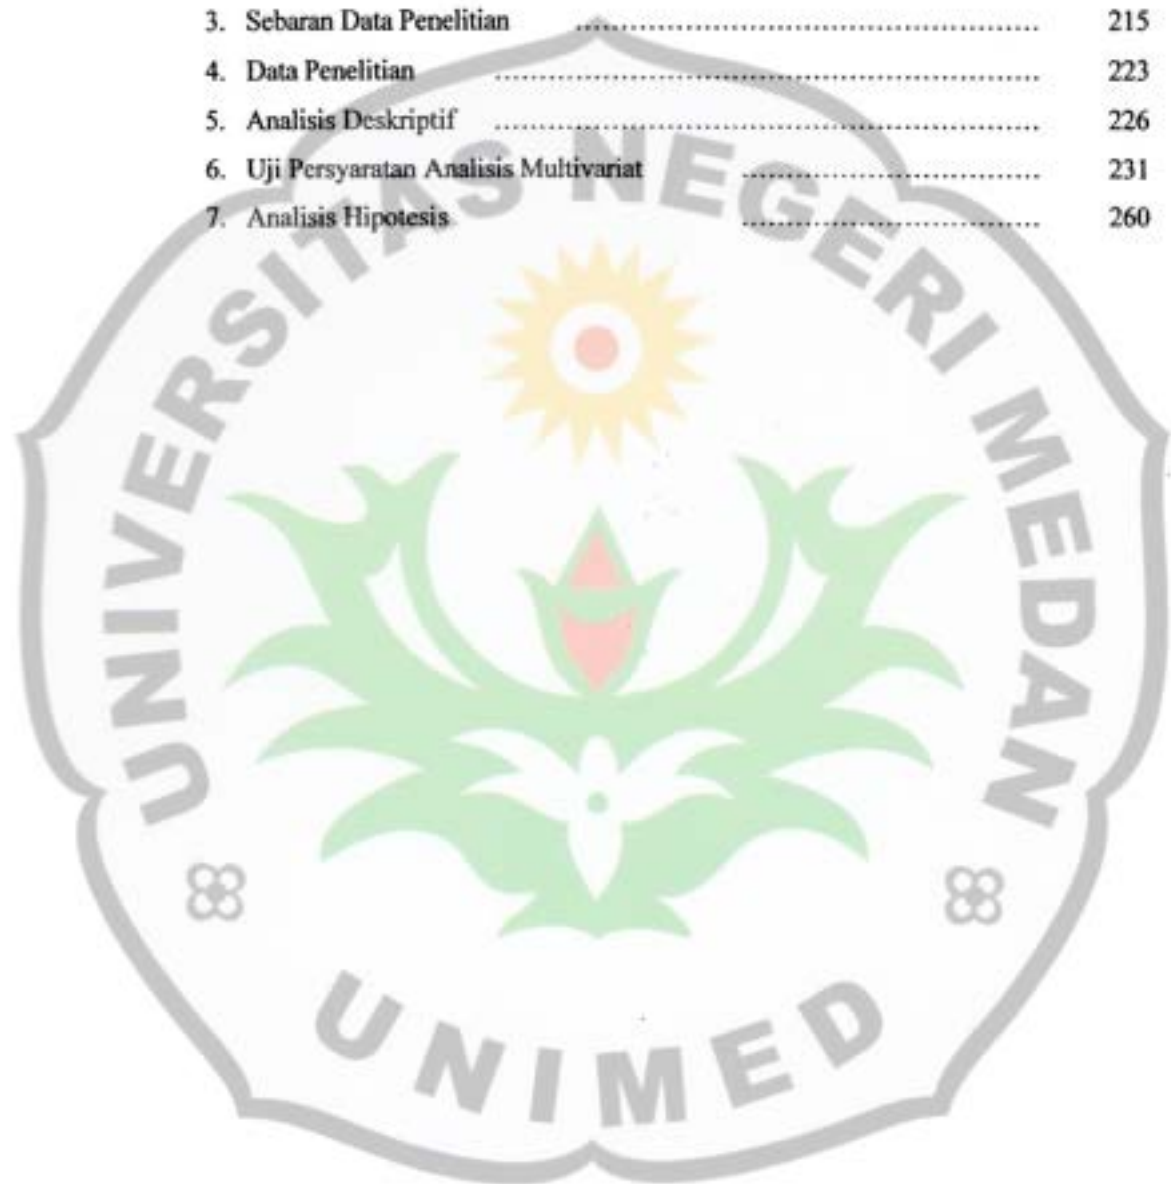 3. Sebaran Data Penelitian ................................................ 215
4. Data Penelitian ................................................ 223
5. Analisis Deskriptif ................................................ 226
6. Uji Persyaratan Analisis Multivariat ................................ 231
7. Analisis Hipotesis ................................ 260
UNIVERSITAS NEGERI MEDAN
UNIMED